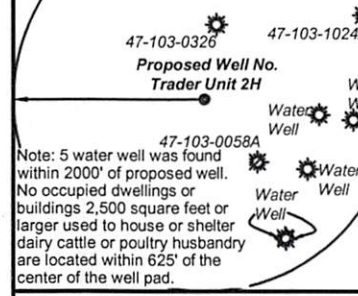 47-103-0326
47-103-1024
Proposed Well No.
Trader Unit 2H
Water
Well
47-103-0058A
Water
Well
Water
Well
Note: 5 water well was found
within 2000' of proposed well.
No occupied dwellings or
buildings 2,500 square feet or
larger used to house or shelter
dairy cattle or poultry husbandry
are located within 625' of the
center of the well pad.